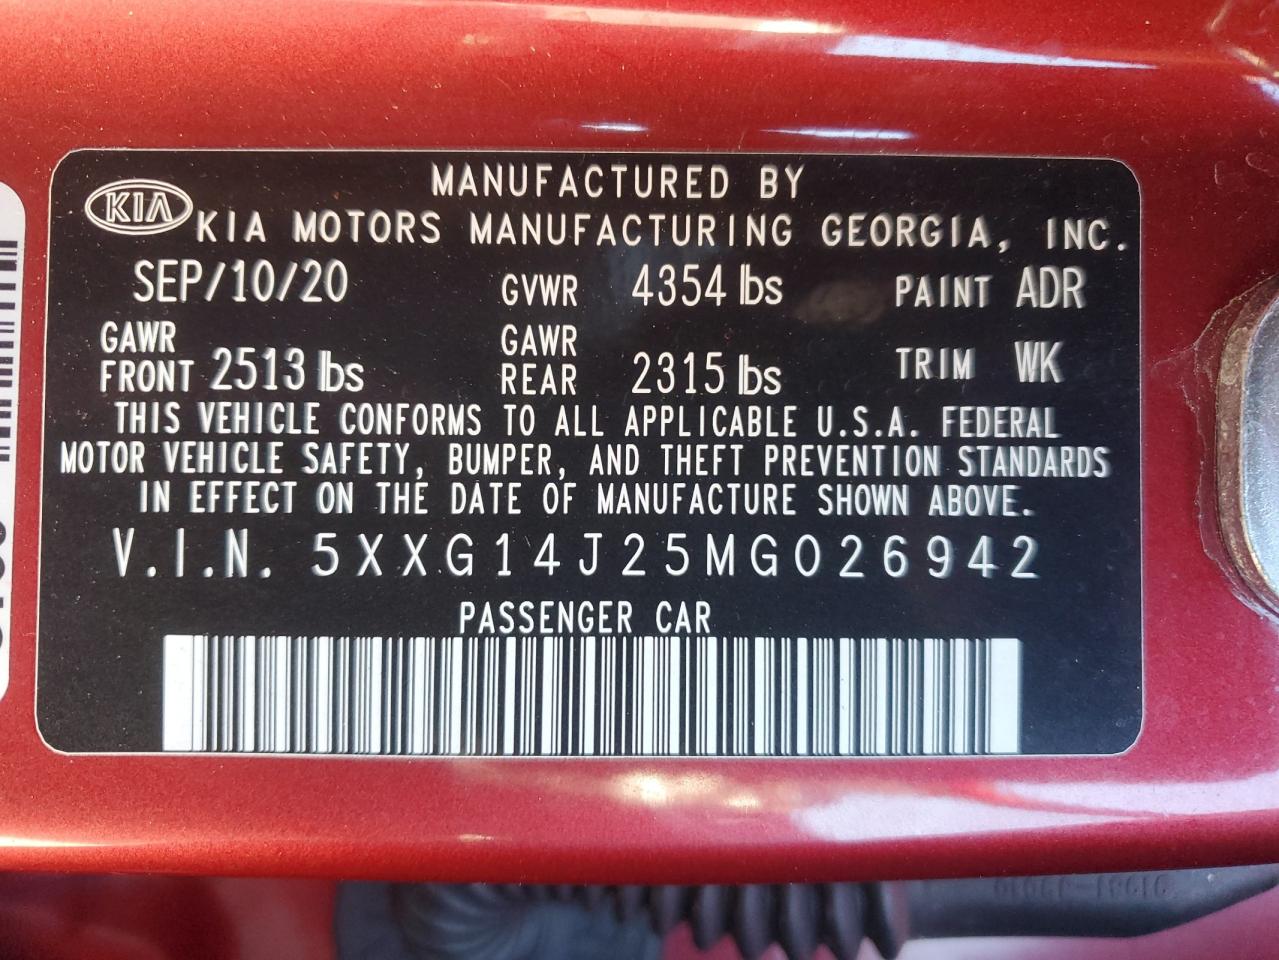 MANUFACTURED BY
KIA KIA MOTORS MANUFACTURING GEORGIA, INC.
SEP/10/20 GVWR 4354 lbs PAINT ADR
GAWR FRONT 2513 lbs GAWR REAR 2315 lbs TRIM WK
THIS VEHICLE CONFORMS TO ALL APPLICABLE U.S.A. FEDERAL
MOTOR VEHICLE SAFETY, BUMPER, AND THEFT PREVENTION STANDARDS
IN EFFECT ON THE DATE OF MANUFACTURE SHOWN ABOVE.
V.I.N. 5XXG14J25MG026942
PASSENGER CAR